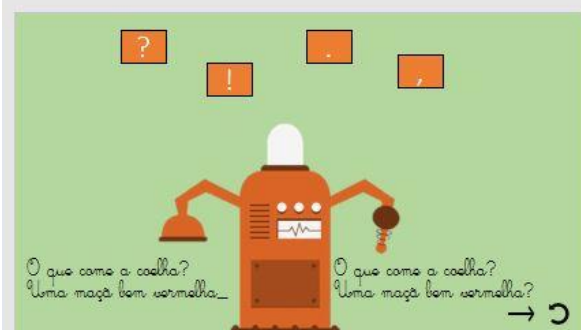 ?
!
.
,
O que come a coelha?
Uma maçã bem vermelha_
O que come a coelha?
Uma maçã bem vermelha?